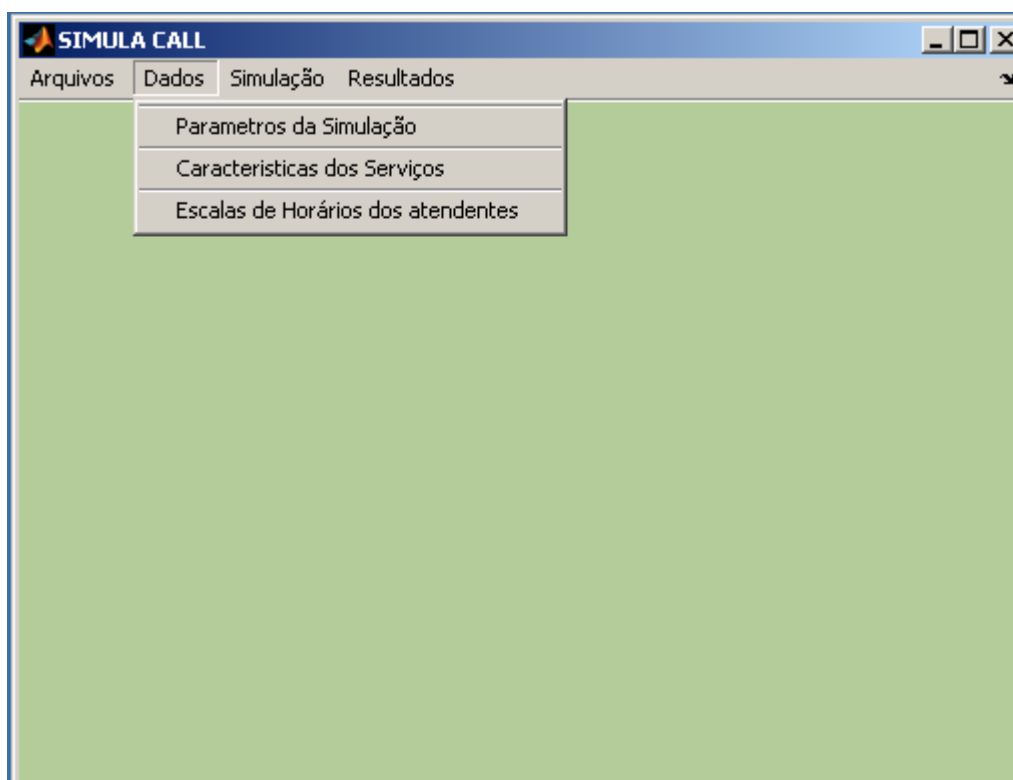 SIMULA CALL
Arquivos Dados Simulação Resultados
Parametros da Simulação
Caracteristicas dos Serviços
Escalas de Horários dos atendentes